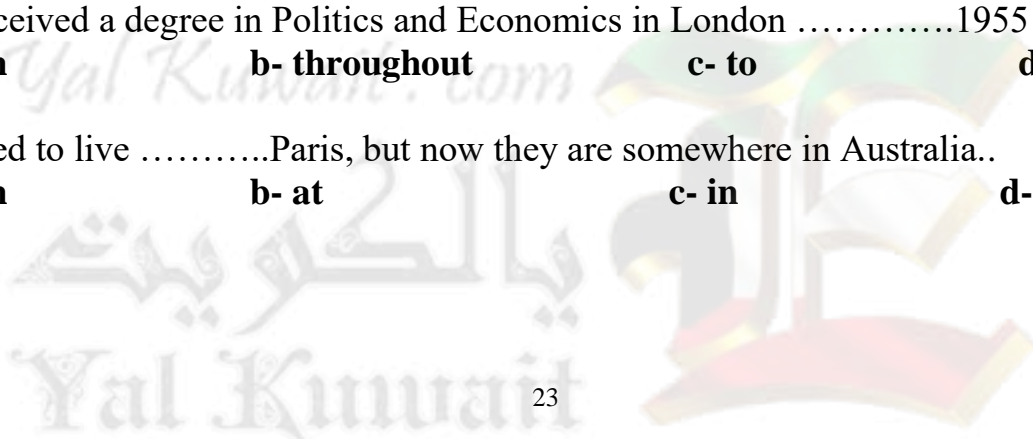 ceived a degree in Politics and Economics in London ………….1955
b- throughout c- to d
ed to live ………..Paris, but now they are somewhere in Australia..
b- at c- in d-
Yal Kuwait . com
يالكويت
Yal Kuwait
23